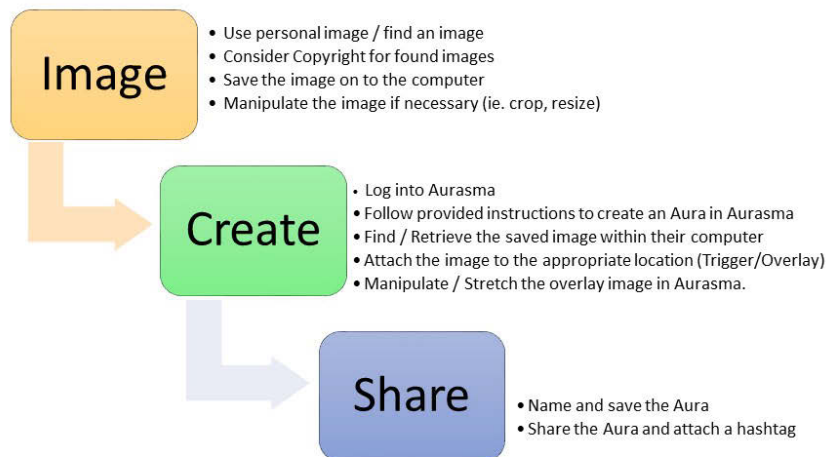 Image
• Use personal image / find an image
• Consider Copyright for found images
• Save the image on to the computer
• Manipulate the image if necessary (ie. crop, resize)
Create
• Log into Aurasma
• Follow provided instructions to create an Aura in Aurasma
• Find / Retrieve the saved image within their computer
• Attach the image to the appropriate location (Trigger/Overlay)
• Manipulate / Stretch the overlay image in Aurasma.
Share
• Name and save the Aura
• Share the Aura and attach a hashtag